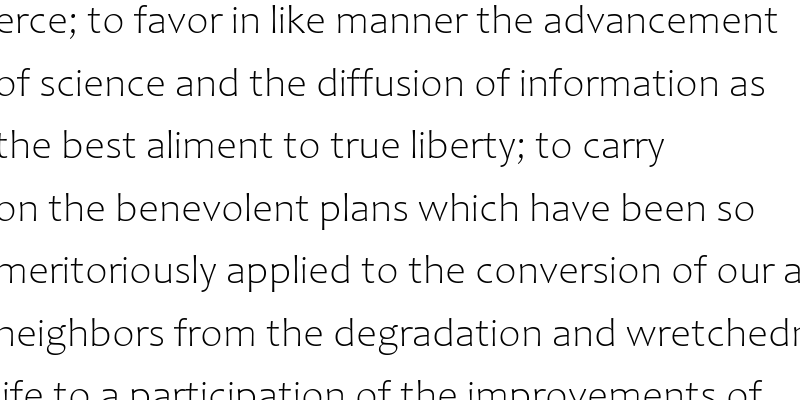 erce; to favor in like manner the advancement
of science and the diffusion of information as
the best aliment to true liberty; to carry
on the benevolent plans which have been so
meritoriously applied to the conversion of our a
neighbors from the degradation and wretchedn
life to a participation of the improvements of